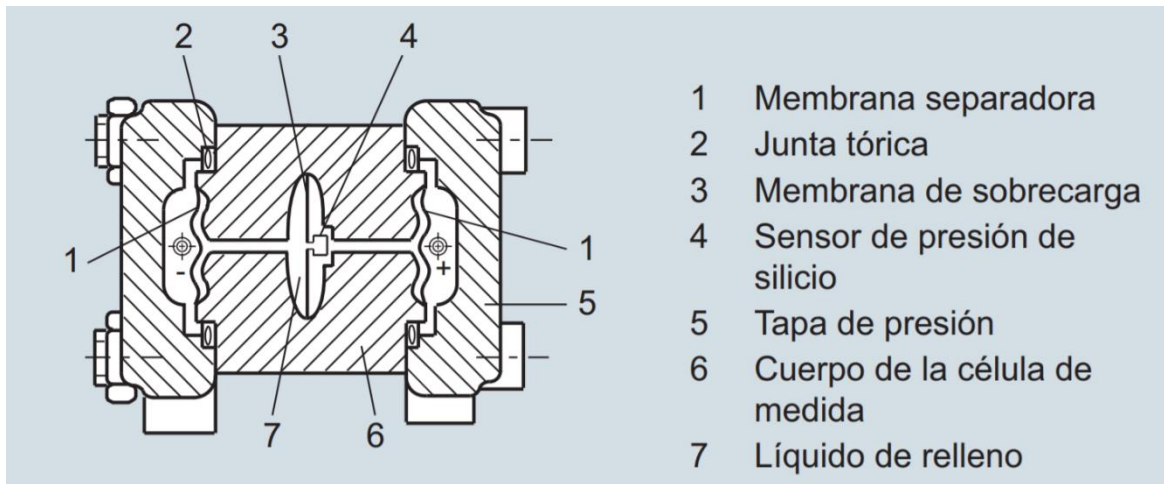 2 3 4
1 - + 1
5
7 6
1 Membrana separadora
2 Junta tórica
3 Membrana de sobrecarga
4 Sensor de presión de
silicio
5 Tapa de presión
6 Cuerpo de la célula de
medida
7 Líquido de relleno